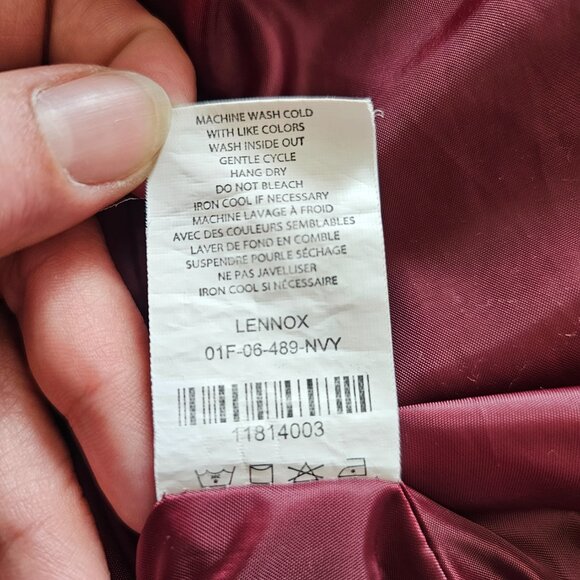 MACHINE WASH COLD
WITH LIKE COLORS
WASH INSIDE OUT
GENTLE CYCLE
HANG DRY
DO NOT BLEACH
IRON COOL IF NECESSARY
MACHINE LAVAGE À FROID
AVEC DES COULEURS SEMBLABLES
LAVER DE FOND EN COMBLE
SUSPENDRE POURLE SÉCHAGE
NE PAS JAVELLISER
IRON COOL SI NÉCESSAIRE
LENNOX
01F-06-489-NVY
11814003